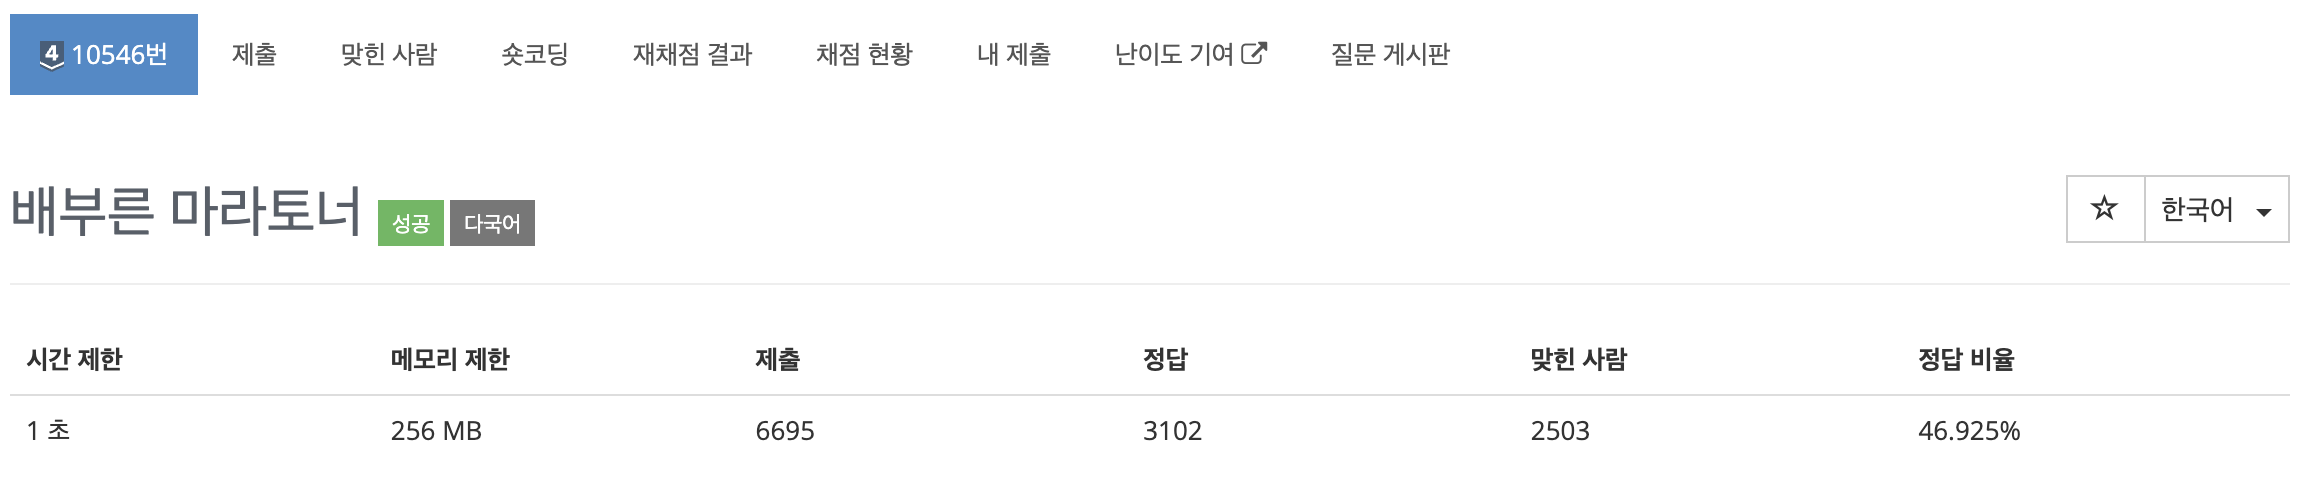 4 10546번 제출 맞힌 사람 숏코딩 재채점 결과 채점 현황 내 제출 난이도 기여 질문 게시판
배부른 마라토너 성공 다국어 한국어
시간 제한 메모리 제한 제출 정답 맞힌 사람 정답 비율
1 초 256 MB 6695 3102 2503 46.925%